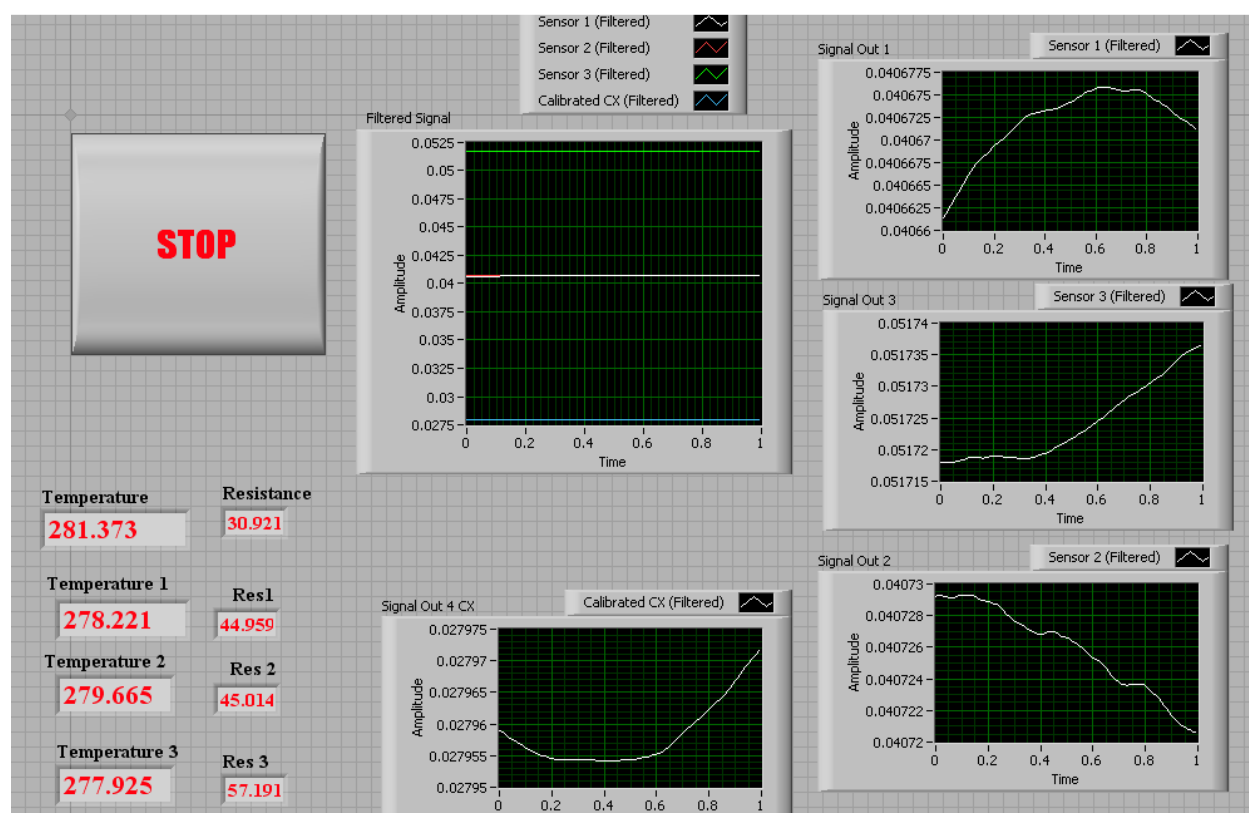 Sensor 1 (Filtered)
Sensor 2 (Filtered)
Sensor 3 (Filtered)
Calibrated CX (Filtered)
Filtered Signal
0.0525
0.05
0.0475
0.045
0.0425
0.04
0.0375
0.035
0.0325
0.03
0.0275
Amplitude
0 0.2 0.4 0.6 0.8 1
Time
STOP
Signal Out 1
Sensor 1 (Filtered)
0.0406775
0.040675
0.0406725
0.04067
0.0406675
0.040665
0.0406625
0.04066
Amplitude
0 0.2 0.4 0.6 0.8 1
Time
Signal Out 3
Sensor 3 (Filtered)
0.05174
0.051735
0.05173
0.051725
0.05172
0.051715
Amplitude
0 0.2 0.4 0.6 0.8 1
Time
Temperature
281.373
Resistance
30.921
Temperature 1
278.221
Res1
44.959
Temperature 2
279.665
Res 2
45.014
Temperature 3
277.925
Res 3
57.191
Signal Out 4 CX
Calibrated CX (Filtered)
0.027975
0.02797
0.027965
0.02796
0.027955
0.02795
Amplitude
0 0.2 0.4 0.6 0.8 1
Signal Out 2
Sensor 2 (Filtered)
0.04073
0.040728
0.040726
0.040724
0.040722
0.04072
Amplitude
0 0.2 0.4 0.6 0.8 1
Time